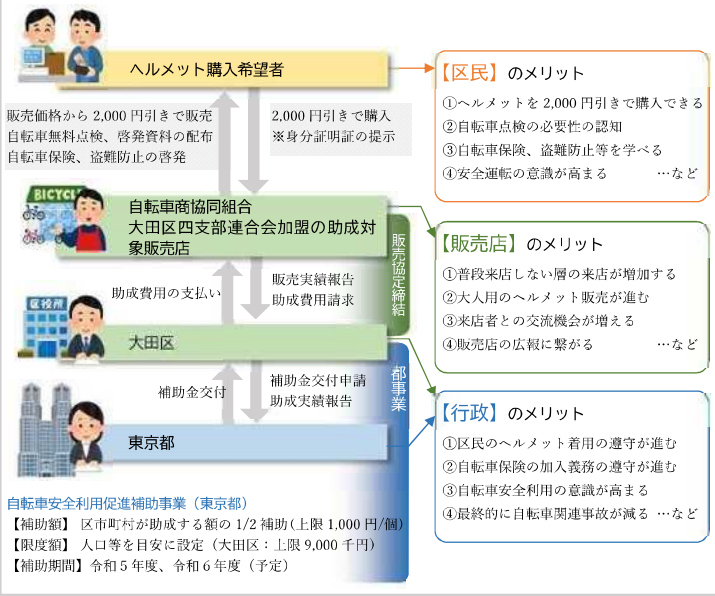 ヘルメット購入希望者
販売価格から 2,000 円引きで販売
自転車無料点検、啓発資料の配布
自転車保険、盗難防止の啓発
2,000 円引きで購入
※身分証明証の提示
BICYCLE
自転車商協同組合
大田区四支部連合会加盟の助成対
象販売店
販売協定締結
助成費用の支払い
販売実績報告
助成費用請求
区役所
大田区
都事業
補助金交付
補助金交付申請
助成実績報告
東京都
自転車安全利用促進補助事業（東京都）
【補助額】 区市町村が助成する額の 1/2 補助（上限 1,000 円/個）
【限度額】 人口等を目安に設定（大田区：上限 9,000 千円）
【補助期間】令和５年度、令和６年度（予定）
【区民】のメリット
①ヘルメットを 2,000 円引きで購入できる
②自転車点検の必要性の認知
③自転車保険、盗難防止等を学べる
④安全運転の意識が高まる …など
【販売店】のメリット
①普段来店しない層の来店が増加する
②大人用のヘルメット販売が進む
③来店者との交流機会が増える
④販売店の広報に繋がる …など
【行政】のメリット
①区民のヘルメット着用の遵守が進む
②自転車保険の加入義務の遵守が進む
③自転車安全利用の意識が高まる
④最終的に自転車関連事故が減る …など